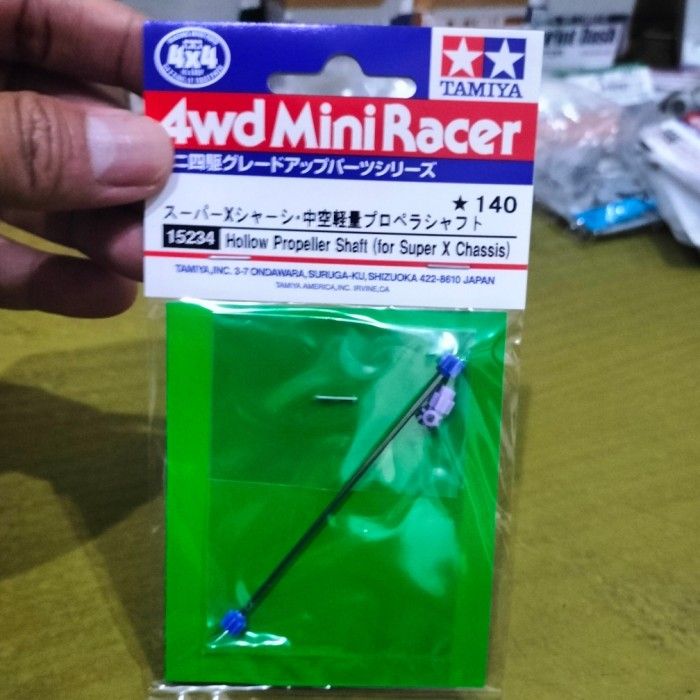 4x4
TAMIYA
4wd Mini Racer
二四駆グレードアップパーツシリーズ
★ 140
スーパーXシャーシ・中空軽量プロペラシャフト
15234 Hollow Propeller Shaft (for Super X Chassis)
TAMIYA, INC. 3-7 ONDAWARA, SURUGA-KU, SHIZUOKA 422-8610 JAPAN
TAMIYA AMERICA, INC. IRVINE, CA